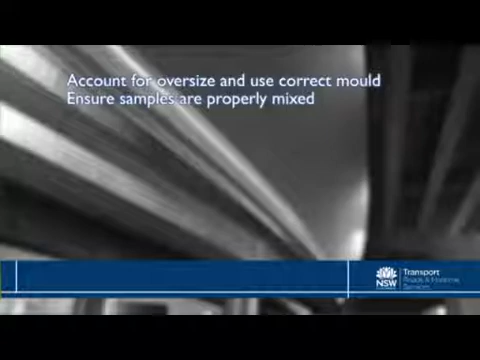 Account for oversize and use correct mould
Ensure samples are properly mixed
NSW
Transport
Roads & Maritime
Services